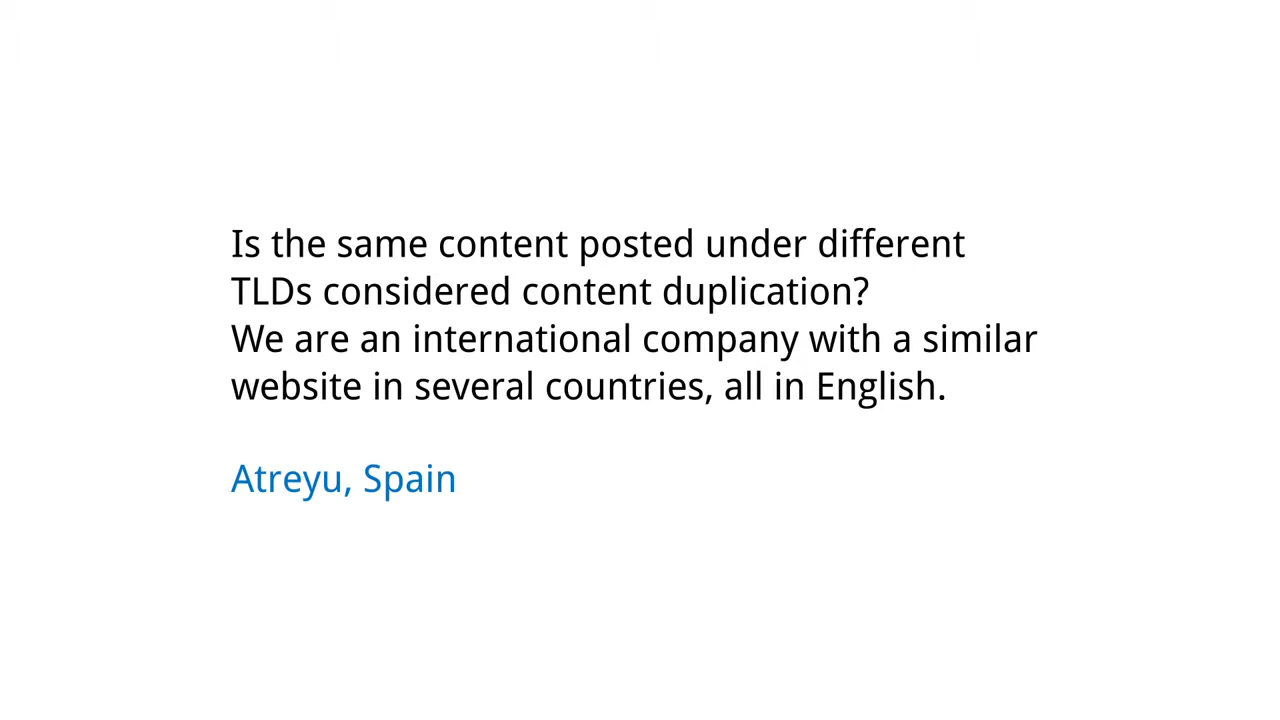 Is the same content posted under different
TLDs considered content duplication?
We are an international company with a similar
website in several countries, all in English.
Atreyu, Spain